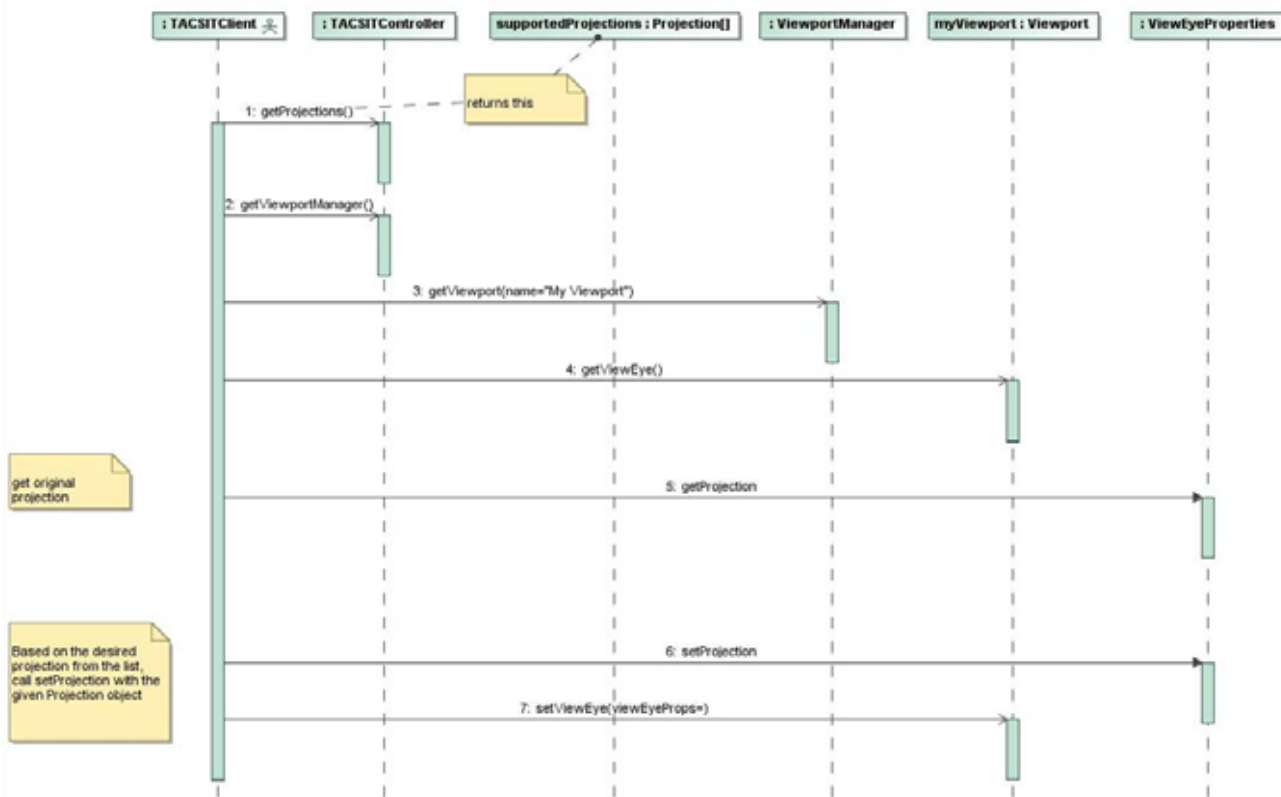 : TACSITClient
: TACSITController
supportedProjections : Projection[]
: ViewportManager
myViewport : Viewport
: ViewEyeProperties
returns this
1: getProjections()
2: getViewportManager()
3: getViewport(name="My Viewport")
4: getViewEye()
get original
projection
5: getProjection
Based on the desired
projection from the list,
call setProjection with the
given Projection object
6: setProjection
7: setViewEye(viewEyeProps=)